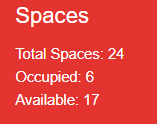 Spaces
Total Spaces: 24
Occupied: 6
Available: 17